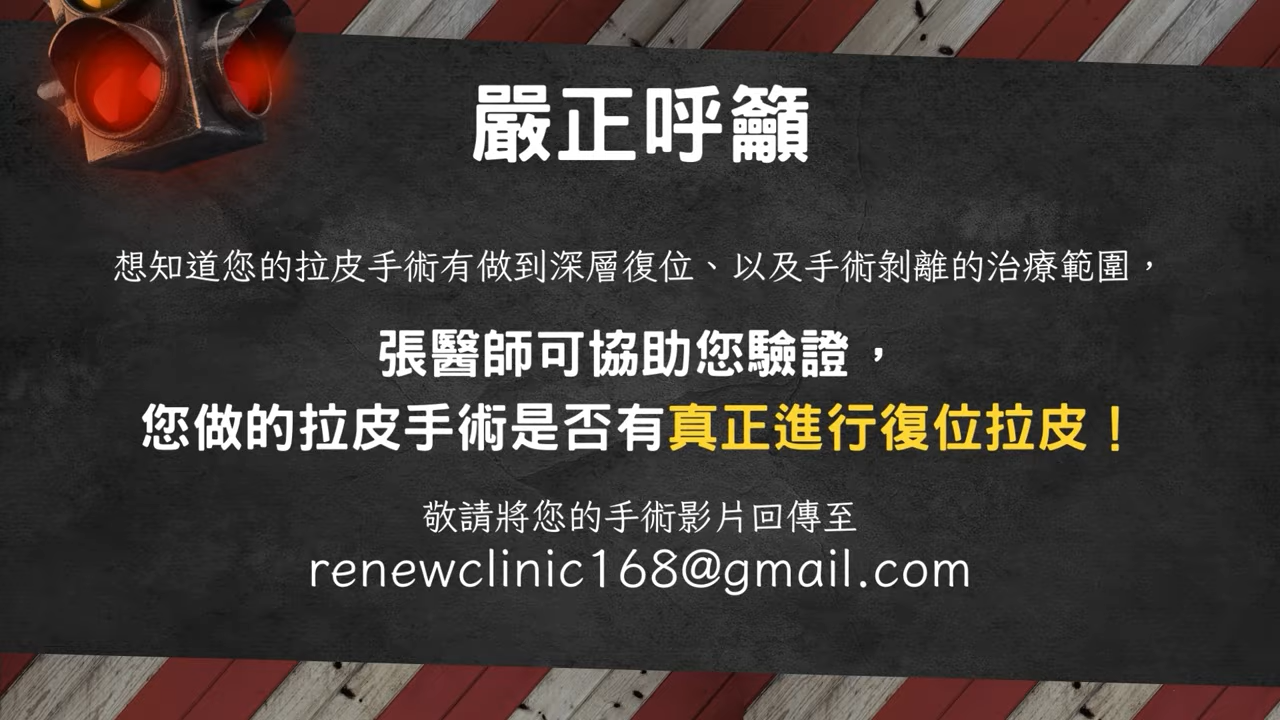 嚴正呼籲
想知道您的拉皮手術有做到深層復位、以及手術剝離的治療範圍，
張醫師可協助您驗證，
您做的拉皮手術是否有真正進行復位拉皮！
敬請將您的手術影片回傳至
renewclinic168@gmail.com